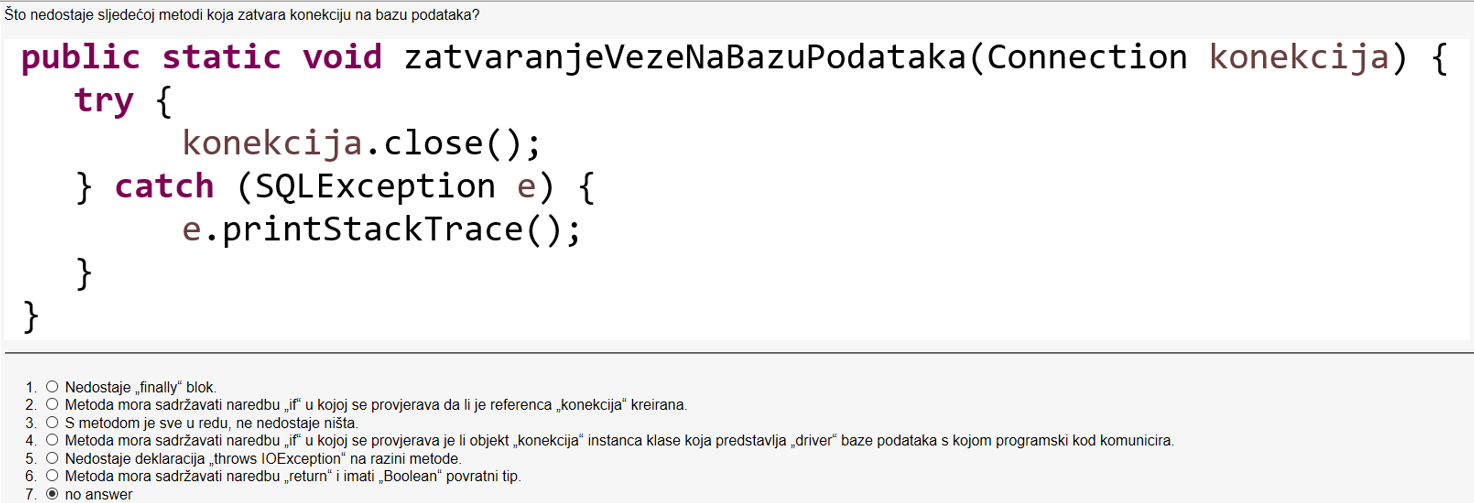 Što nedostaje sljedećoj metodi koja zatvara konekciju na bazu podataka?
public static void zatvaranjeVezeNaBazuPodataka(Connection konekcija) {
try {
konekcija.close();
} catch (SQLException e) {
e.printStackTrace();
}
}
1. Nedostaje „finally“ blok.
2. Metoda mora sadržavati naredbu „if“ u kojoj se provjerava da li je referenca „konekcija“ kreirana.
3. S metodom je sve u redu, ne nedostaje ništa.
4. Metoda mora sadržavati naredbu „if“ u kojoj se provjerava je li objekt „konekcija“ instanca klase koja predstavlja „driver“ baze podataka s kojom programski kod komunicira.
5. Nedostaje deklaracija „throws IOException“ na razini metode.
6. Metoda mora sadržavati naredbu „return“ i imati „Boolean“ povratni tip.
7. no answer